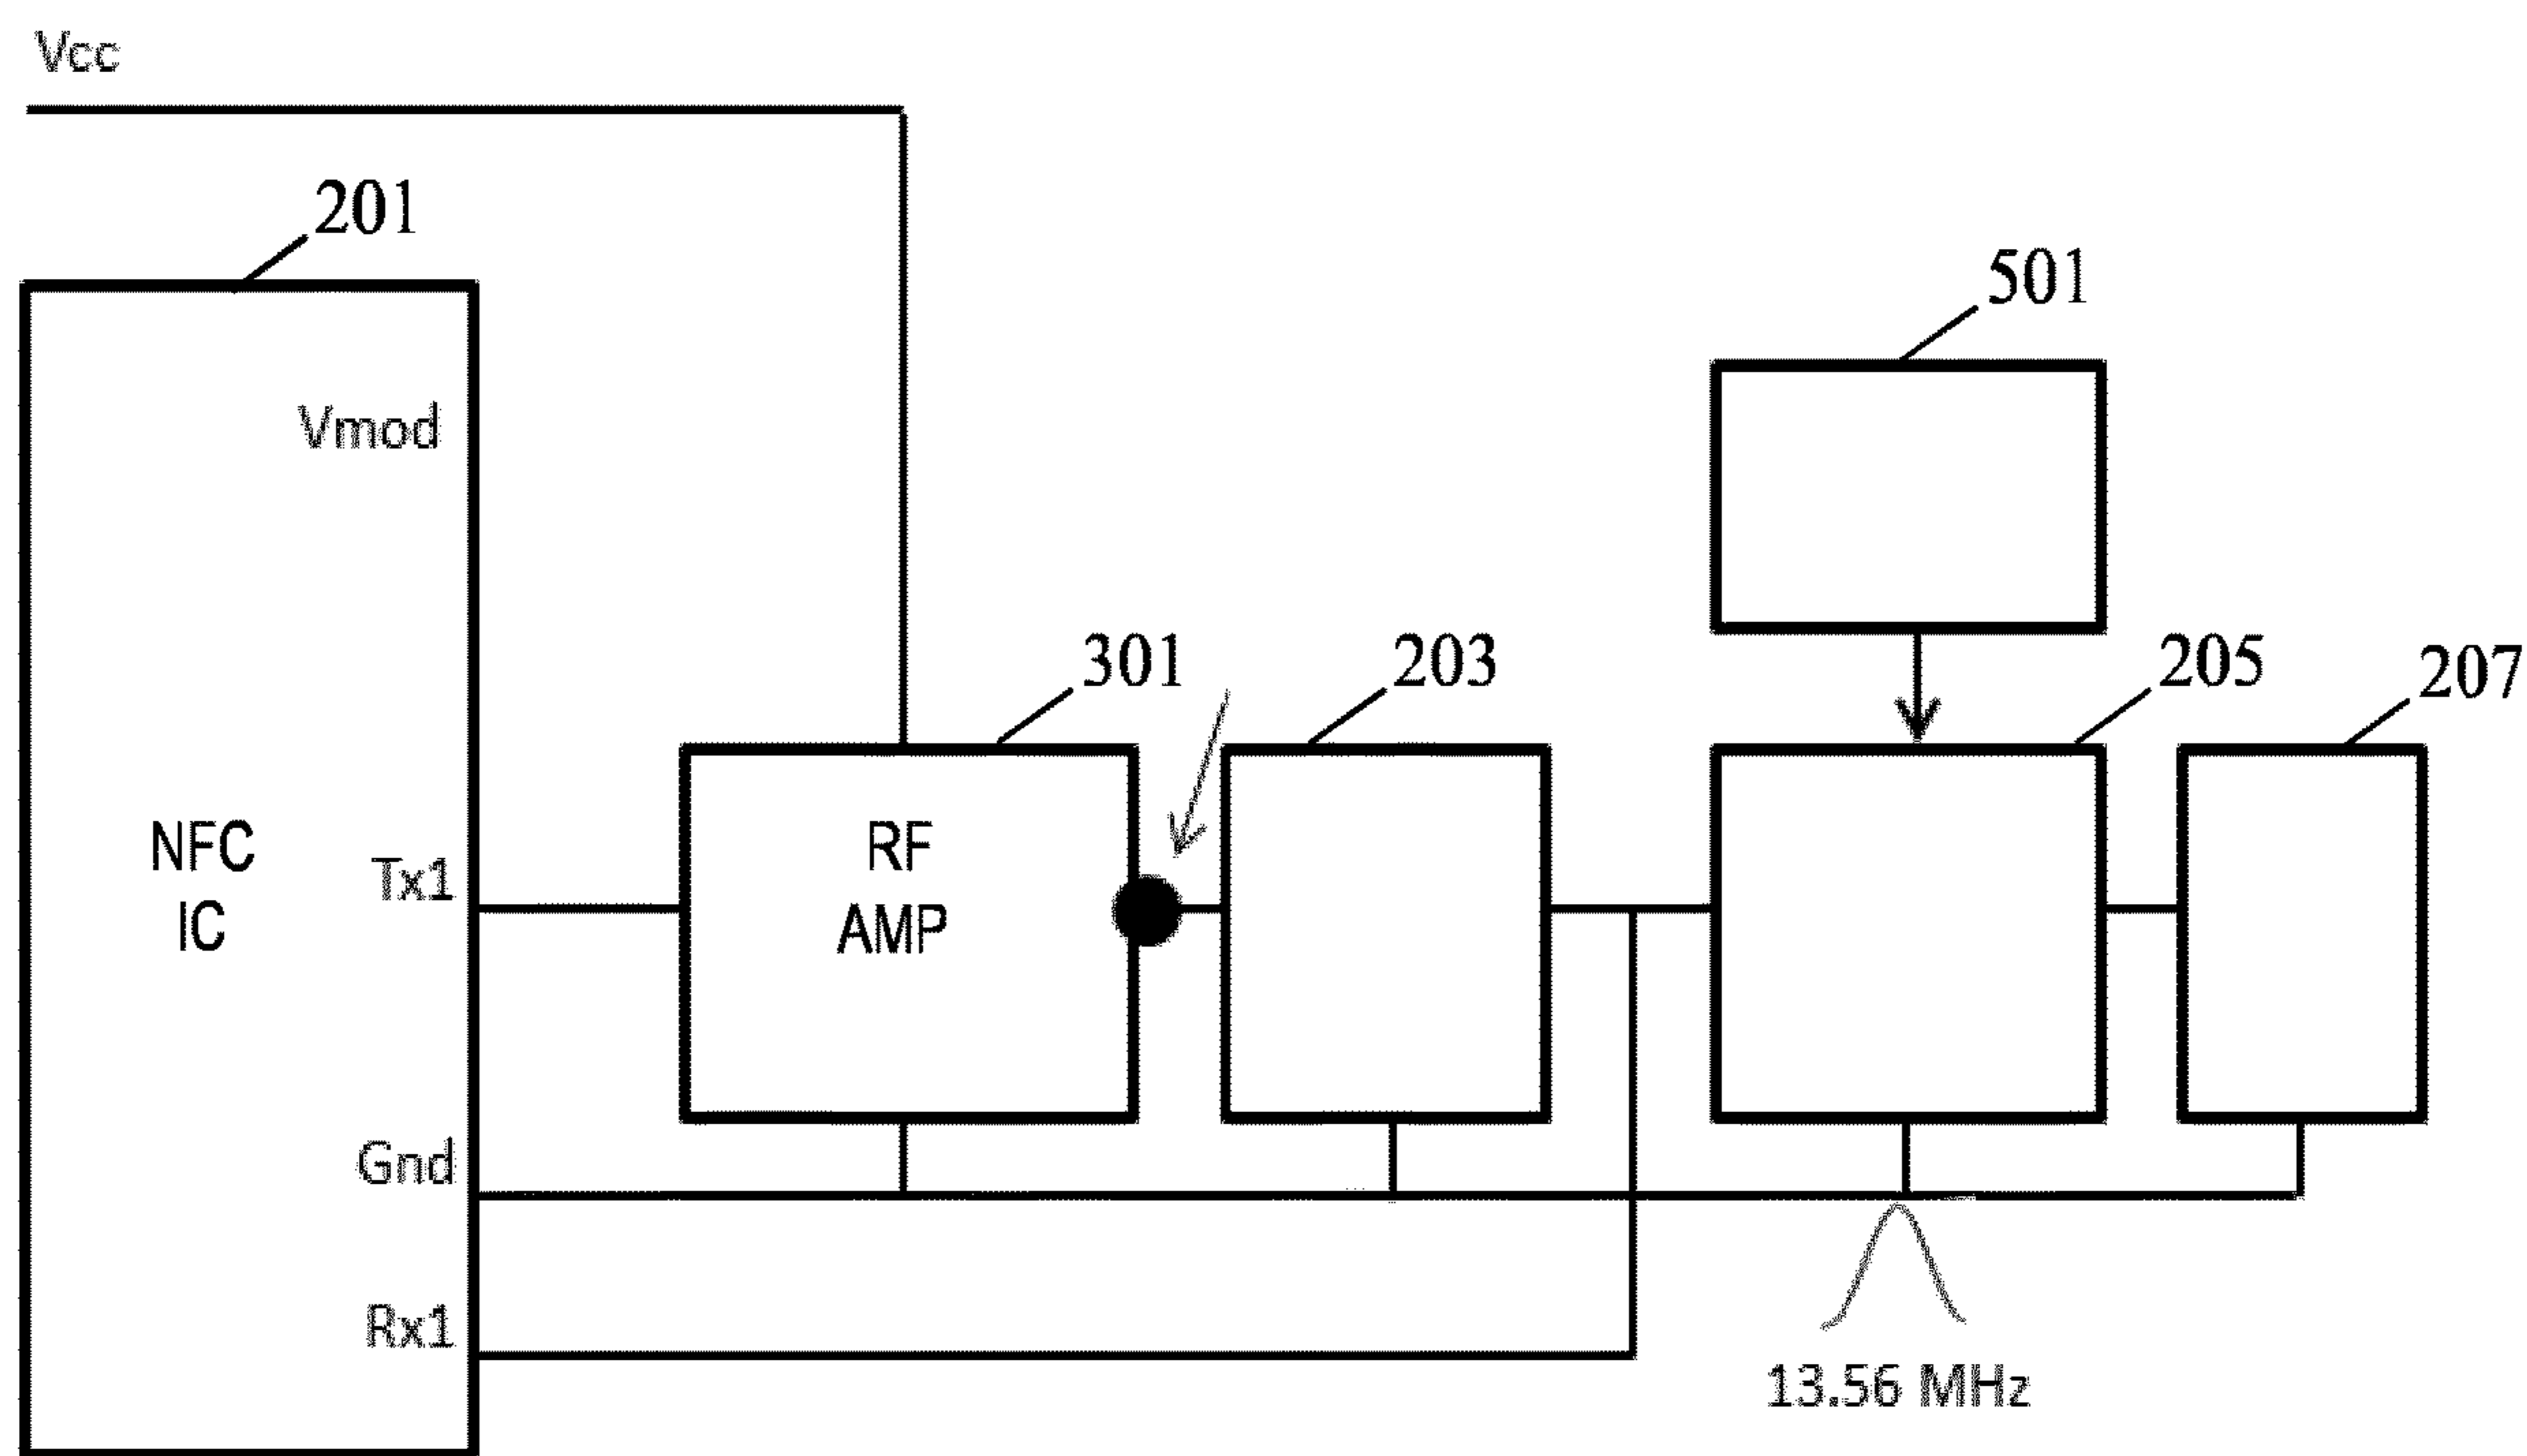 Vcc
201
501
Vmod
301
203
205
207
NFC
IC
Tx1
RF
AMP
Gnd
Rx1
13.56 MHz